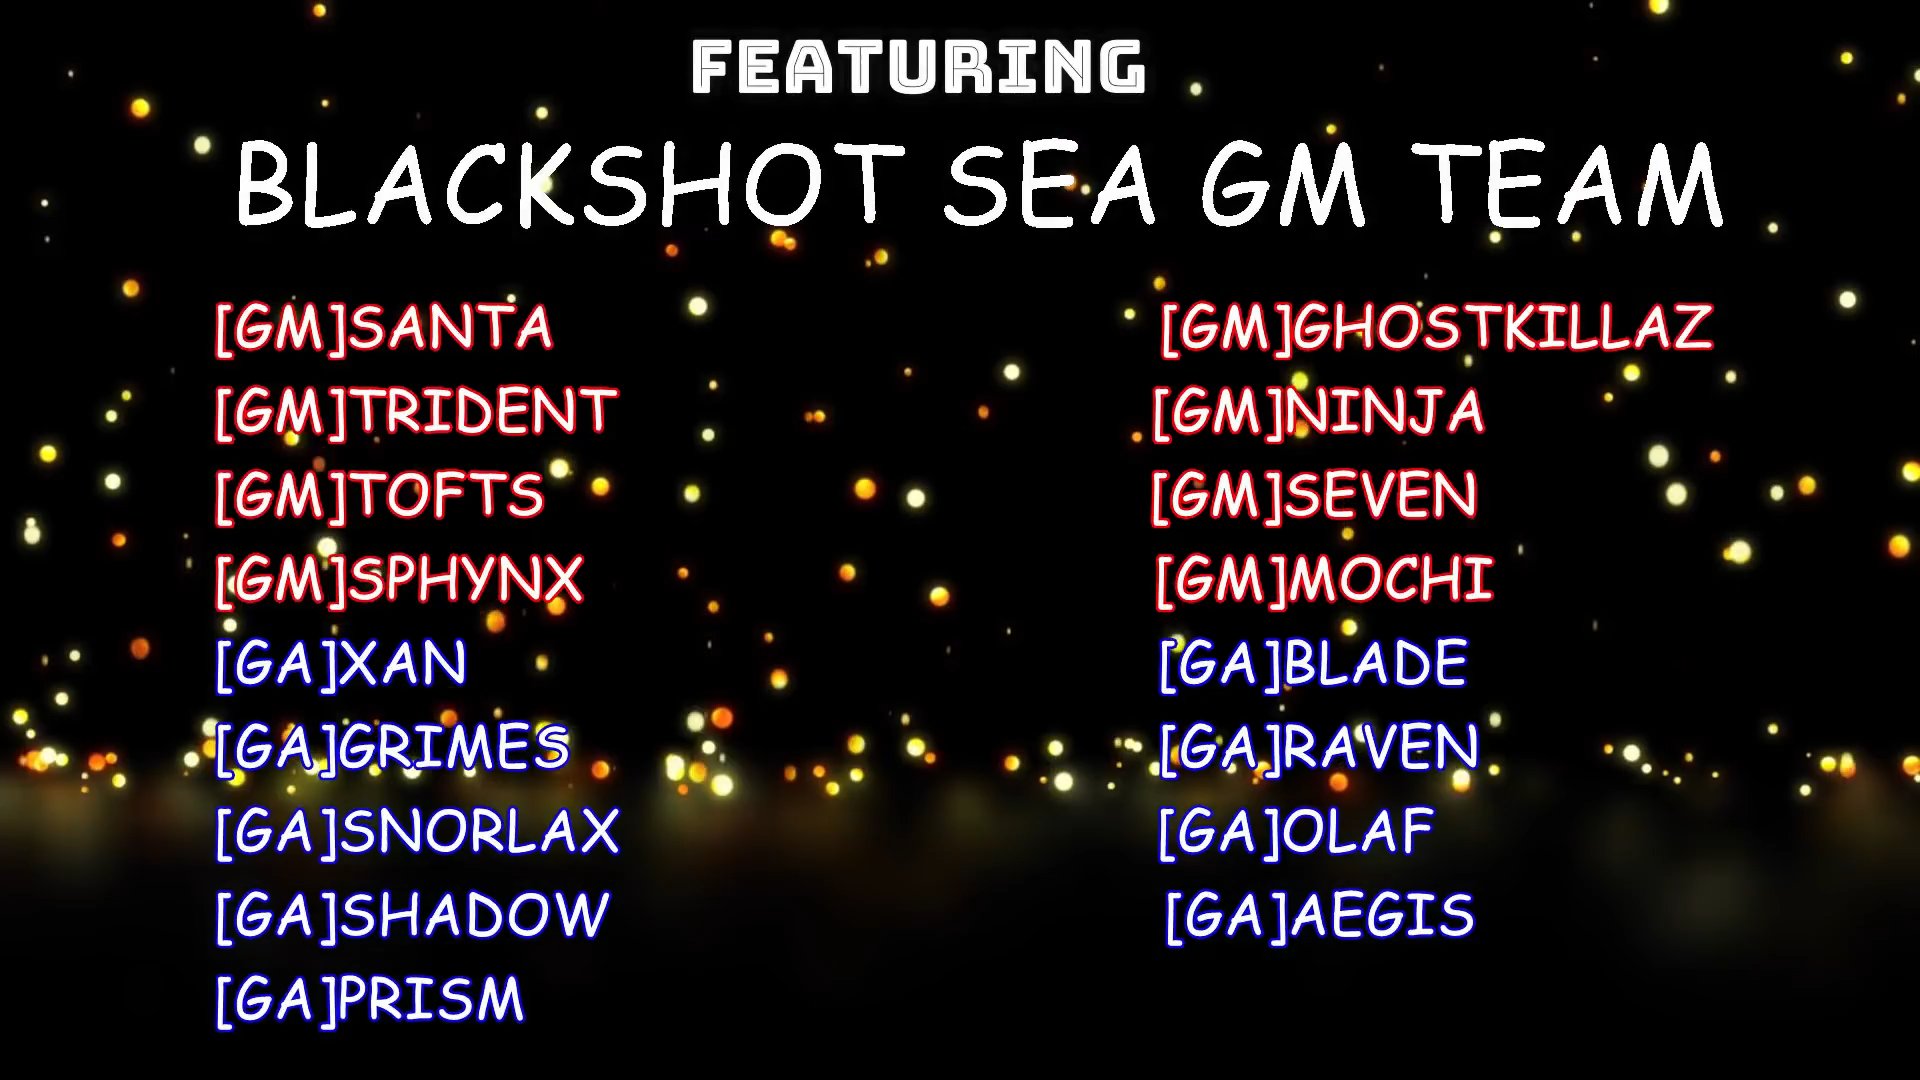 FEATURING
BLACKSHOT SEA GM TEAM
[GM]SANTA
[GM]TRIDENT
[GM]TOFTS
[GM]SPHYNX
[GA]XAN
[GA]GRIMES
[GA]SNORLAX
[GA]SHADOW
[GA]PRISM
[GM]GHOSTKILLAZ
[GM]NINJA
[GM]SEVEN
[GM]MOCHI
[GA]BLADE
[GA]RAVEN
[GA]OLAF
[GA]AEGIS